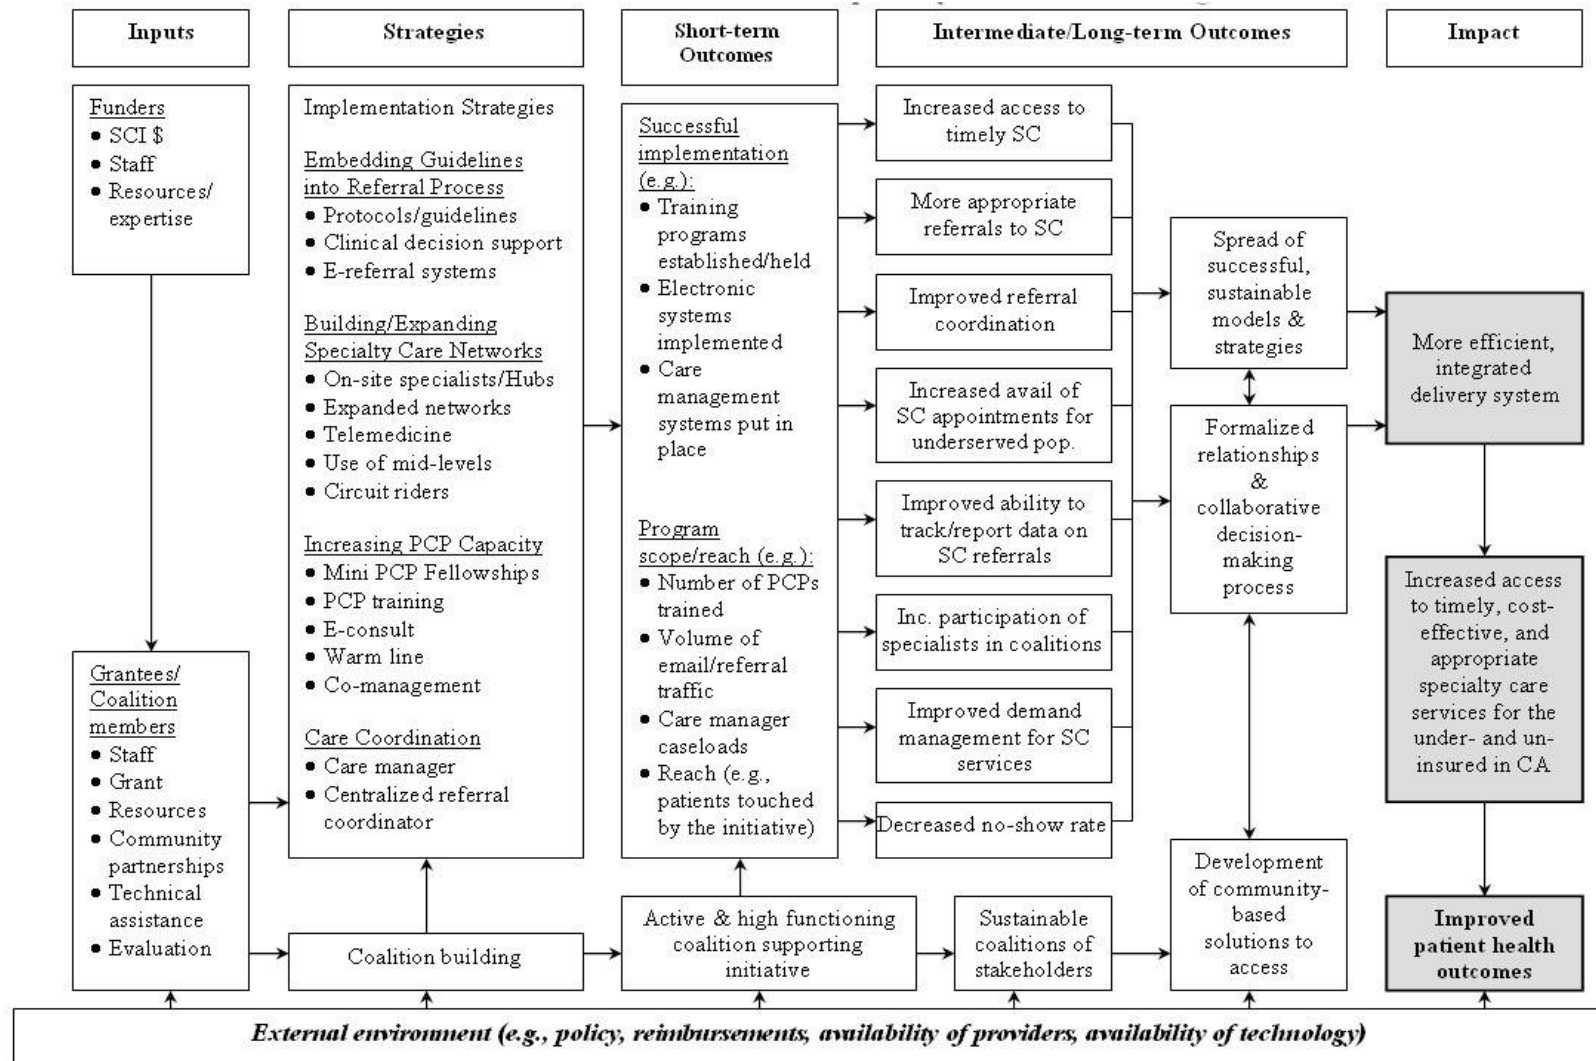 Inputs
Strategies
Short-term
Outcomes
Intermediate/Long-term Outcomes
Impact
Funders
• SCI $
• Staff
• Resources/
expertise
Grantees/
Coalition
members
• Staff
• Grant
• Resources
• Community
partnerships
• Technical
assistance
• Evaluation
Implementation Strategies
Embedding Guidelines
into Referral Process
• Protocols/guidelines
• Clinical decision support
• E-referral systems
Building/Expanding
Specialty Care Networks
• On-site specialists/Hubs
• Expanded networks
• Telemedicine
• Use of mid-levels
• Circuit riders
Increasing PCP Capacity
• Mini PCP Fellowships
• PCP training
• E-consult
• Warm line
• Co-management
Care Coordination
• Care manager
• Centralized referral
coordinator
Coalition building
Successful
implementation
(e.g.):
• Training
programs
established/held
• Electronic
systems
implemented
• Care
management
systems put in
place
Program
scope/reach (e.g.):
• Number of PCPs
trained
• Volume of
email/referral
traffic
• Care manager
caseloads
• Reach (e.g.,
patients touched
by the initiative)
Active & high functioning
coalition supporting
initiative
Increased access to
timely SC
More appropriate
referrals to SC
Improved referral
coordination
Increased avail of
SC appointments for
underserved pop.
Improved ability to
track/report data on
SC referrals
Inc. participation of
specialists in coalitions
Improved demand
management for SC
services
Decreased no-show rate
Sustainable
coalitions of
stakeholders
Spread of
successful,
sustainable
models &
strategies
Formalized
relationships
&
collaborative
decision-
making
process
Development
of community-
based
solutions to
access
More efficient,
integrated
delivery system
Increased access
to timely, cost-
effective, and
appropriate
specialty care
services for the
under- and un-
insured in CA
Improved
patient health
outcomes
External environment (e.g., policy, reimbursements, availability of providers, availability of technology)